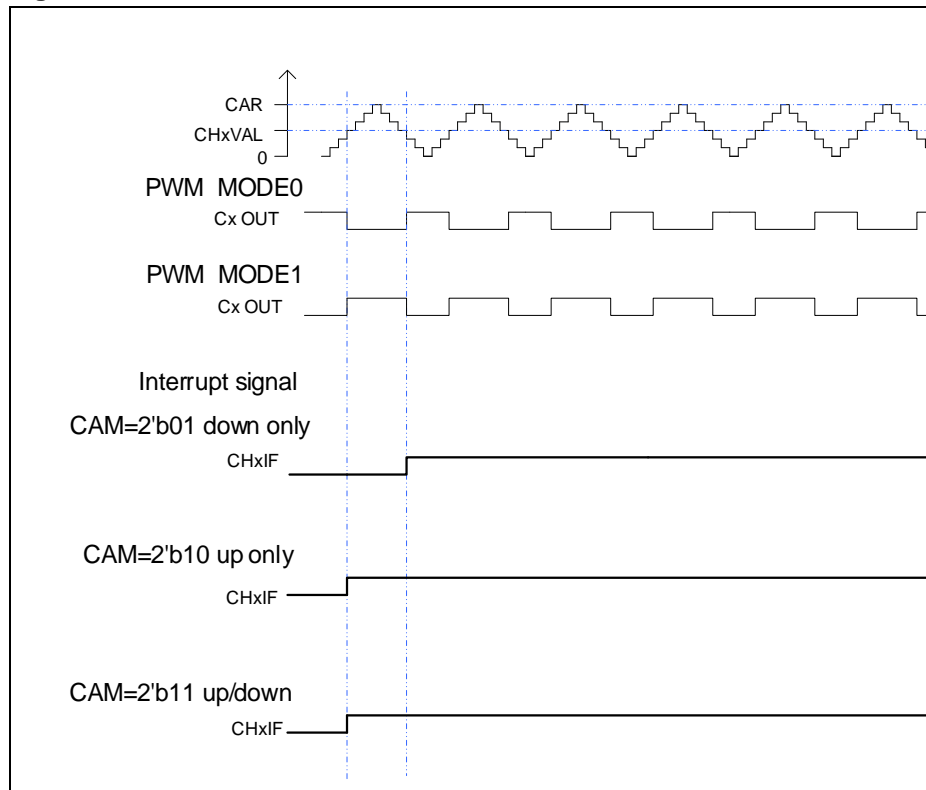 CAR
CHxVAL
0
PWM MODE0
Cx OUT
PWM MODE1
Cx OUT
Interrupt signal
CAM=2'b01 down only
CHxIF
CAM=2'b10 up only
CHxIF
CAM=2'b11 up/down
CHxIF